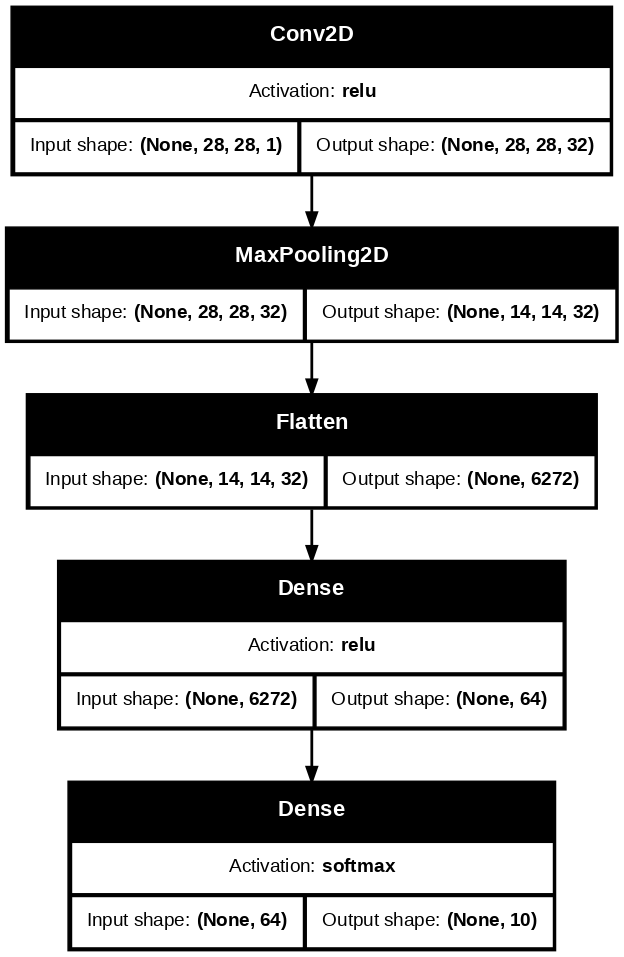 Conv2D
Activation: relu
Input shape: (None, 28, 28, 1) Output shape: (None, 28, 28, 32)
MaxPooling2D
Input shape: (None, 28, 28, 32) Output shape: (None, 14, 14, 32)
Flatten
Input shape: (None, 14, 14, 32) Output shape: (None, 6272)
Dense
Activation: relu
Input shape: (None, 6272) Output shape: (None, 64)
Dense
Activation: softmax
Input shape: (None, 64) Output shape: (None, 10)